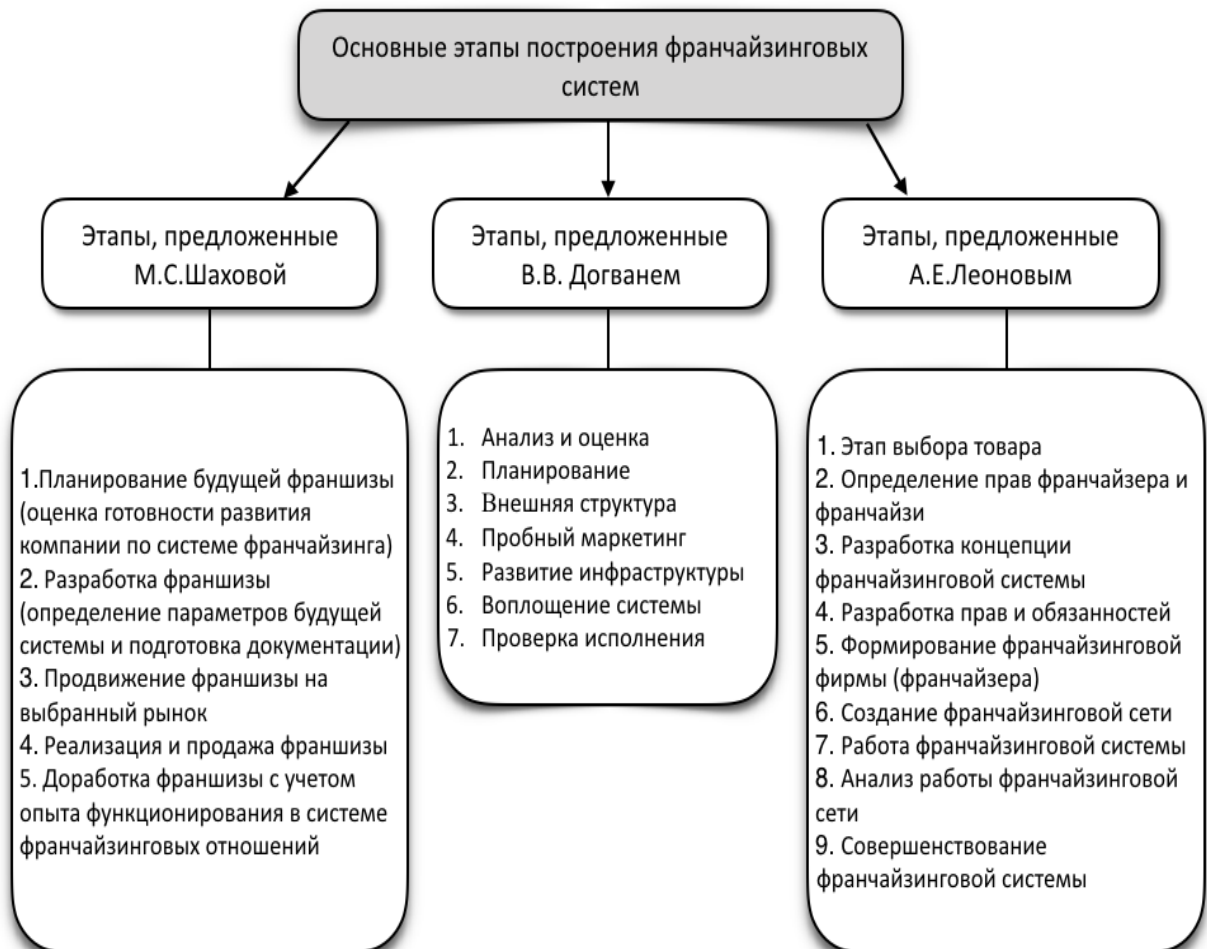 Основные этапы построения франчайзинговых
систем
Этапы, предложенные
М.С.Шаховой
Этапы, предложенные
В.В. Догванем
Этапы, предложенные
А.Е.Леоновым
1.Планирование будущей франшизы
(оценка готовности развития
компании по системе франчайзинга)
2. Разработка франшизы
(определение параметров будущей
системы и подготовка документации)
3. Продвижение франшизы на
выбранный рынок
4. Реализация и продажа франшизы
5. Доработка франшизы с учетом
опыта функционирования в системе
франчайзинговых отношений
1. Анализ и оценка
2. Планирование
3. Внешняя структура
4. Пробный маркетинг
5. Развитие инфраструктуры
6. Воплощение системы
7. Проверка исполнения
1. Этап выбора товара
2. Определение прав франчайзера и
франчайзи
3. Разработка концепции
франчайзинговой системы
4. Разработка прав и обязанностей
5. Формирование франчайзинговой
фирмы (франчайзера)
6. Создание франчайзинговой сети
7. Работа франчайзинговой системы
8. Анализ работы франчайзинговой
сети
9. Совершенствование
франчайзинговой системы